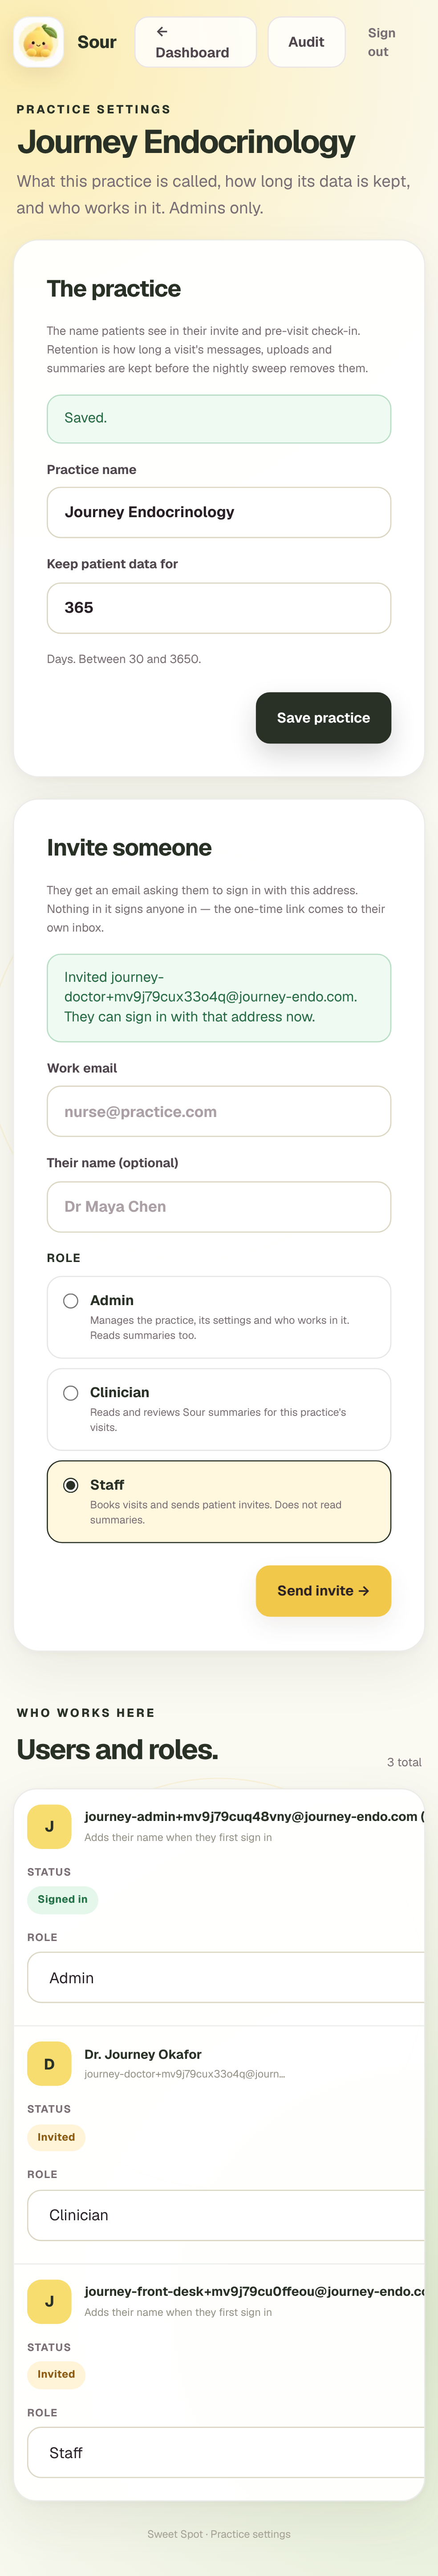 Sour
← Dashboard
Audit
Sign out
PRACTICE SETTINGS
Journey Endocrinology
What this practice is called, how long its data is kept,
and who works in it. Admins only.
The practice
The name patients see in their invite and pre-visit check-in.
Retention is how long a visit's messages, uploads and
summaries are kept before the nightly sweep removes them.
Saved.
Practice name
Journey Endocrinology
Keep patient data for
365
Days. Between 30 and 3650.
Save practice
Invite someone
They get an email asking them to sign in with this address.
Nothing in it signs anyone in — the one-time link comes to their
own inbox.
Invited journey-
doctor+mv9j79cux33o4q@journey-endo.com.
They can sign in with that address now.
Work email
nurse@practice.com
Their name (optional)
Dr Maya Chen
ROLE
Admin
Manages the practice, its settings and who works in it.
Reads summaries too.
Clinician
Reads and reviews Sour summaries for this practice's
visits.
Staff
Books visits and sends patient invites. Does not read
summaries.
Send invite →
WHO WORKS HERE
Users and roles.
3 total
J
journey-admin+mv9j79cuq48vny@journey-endo.com (
Adds their name when they first sign in
STATUS
Signed in
ROLE
Admin
D
Dr. Journey Okafor
journey-doctor+mv9j79cux33o4q@journ...
STATUS
Invited
ROLE
Clinician
J
journey-front-desk+mv9j79cu0ffeou@journey-endo.co
Adds their name when they first sign in
STATUS
Invited
ROLE
Staff
Sweet Spot · Practice settings